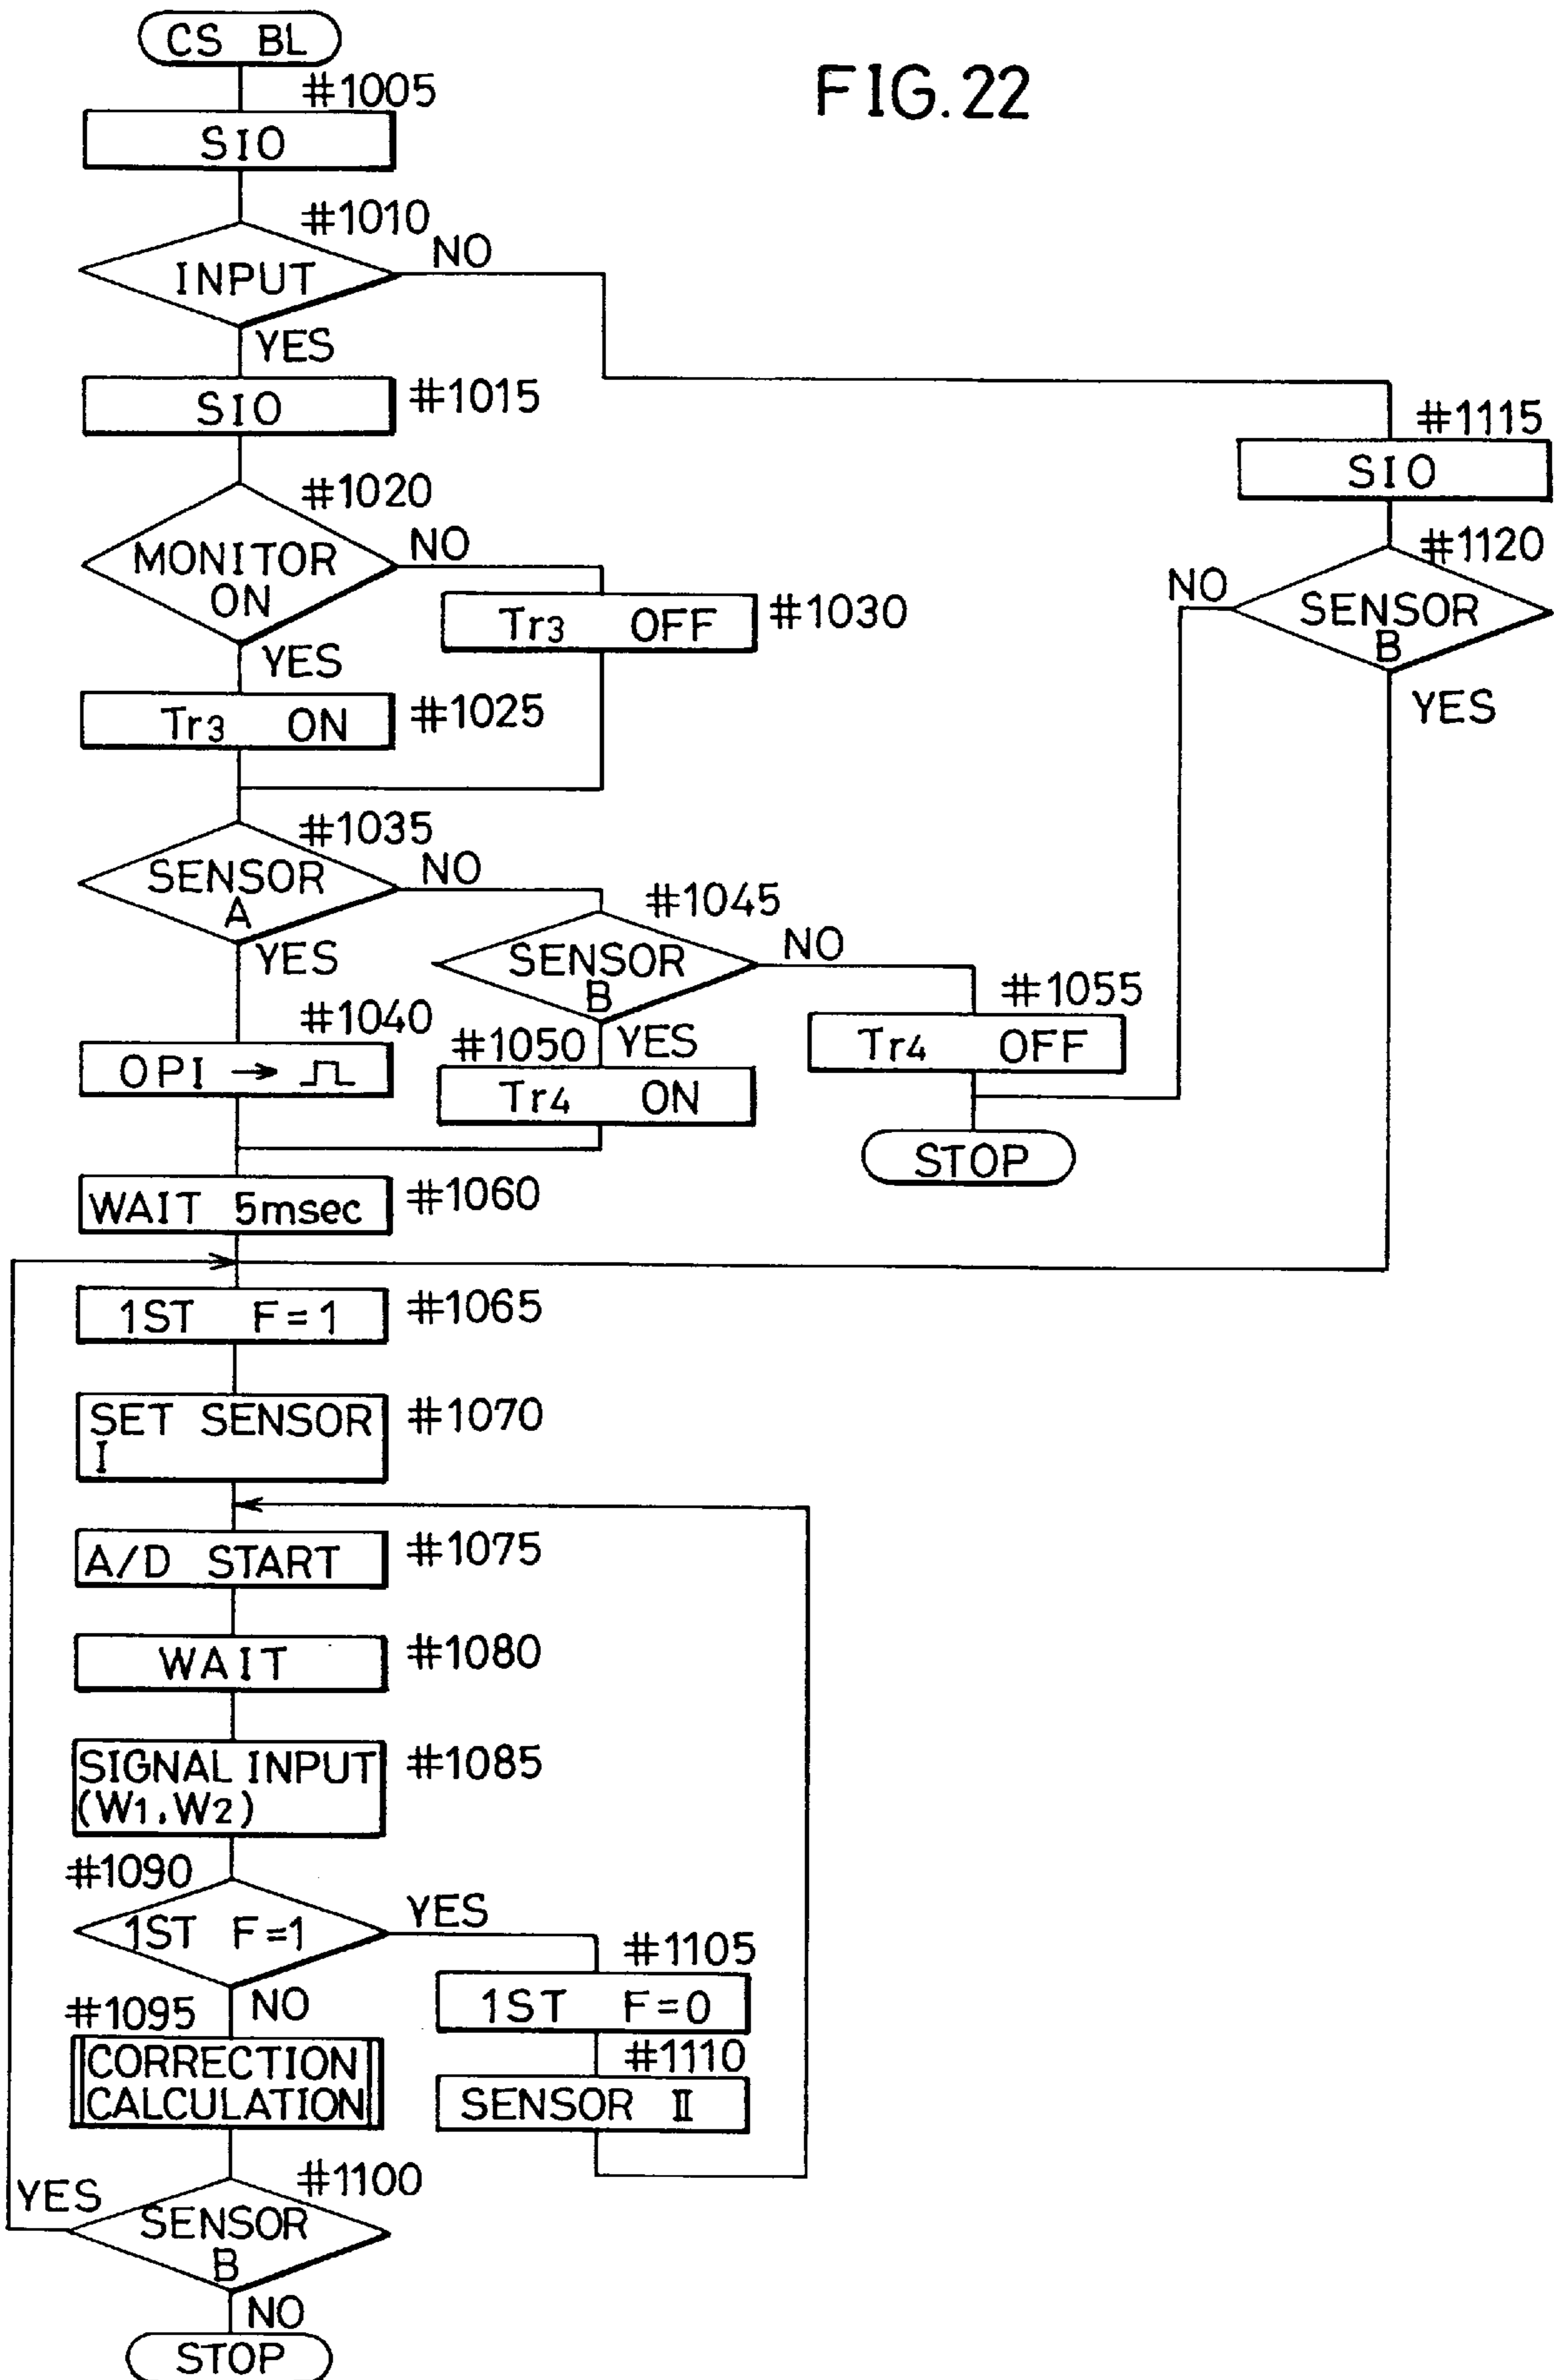 FIG.22
CS BL
#1005
SIO
#1010
INPUT
NO
YES
SIO
#1015
#1115
SIO
#1020
MONITOR
ON
NO
YES
Tr3 OFF
#1030
#1120
SENSOR
B
NO
YES
Tr3 ON
#1025
#1035
SENSOR
A
NO
YES
#1045
SENSOR
B
NO
YES
#1055
Tr4 OFF
#1040
OPI →
#1050
Tr4 ON
STOP
WAIT 5msec
#1060
1ST F=1
#1065
SET SENSOR
I
#1070
A/D START
#1075
WAIT
#1080
SIGNAL INPUT
(W1.W2)
#1085
#1090
1ST F=1
YES
NO
#1105
1ST F=0
#1095
CORRECTION
CALCULATION
#1110
SENSOR II
#1100
SENSOR
B
YES
NO
STOP